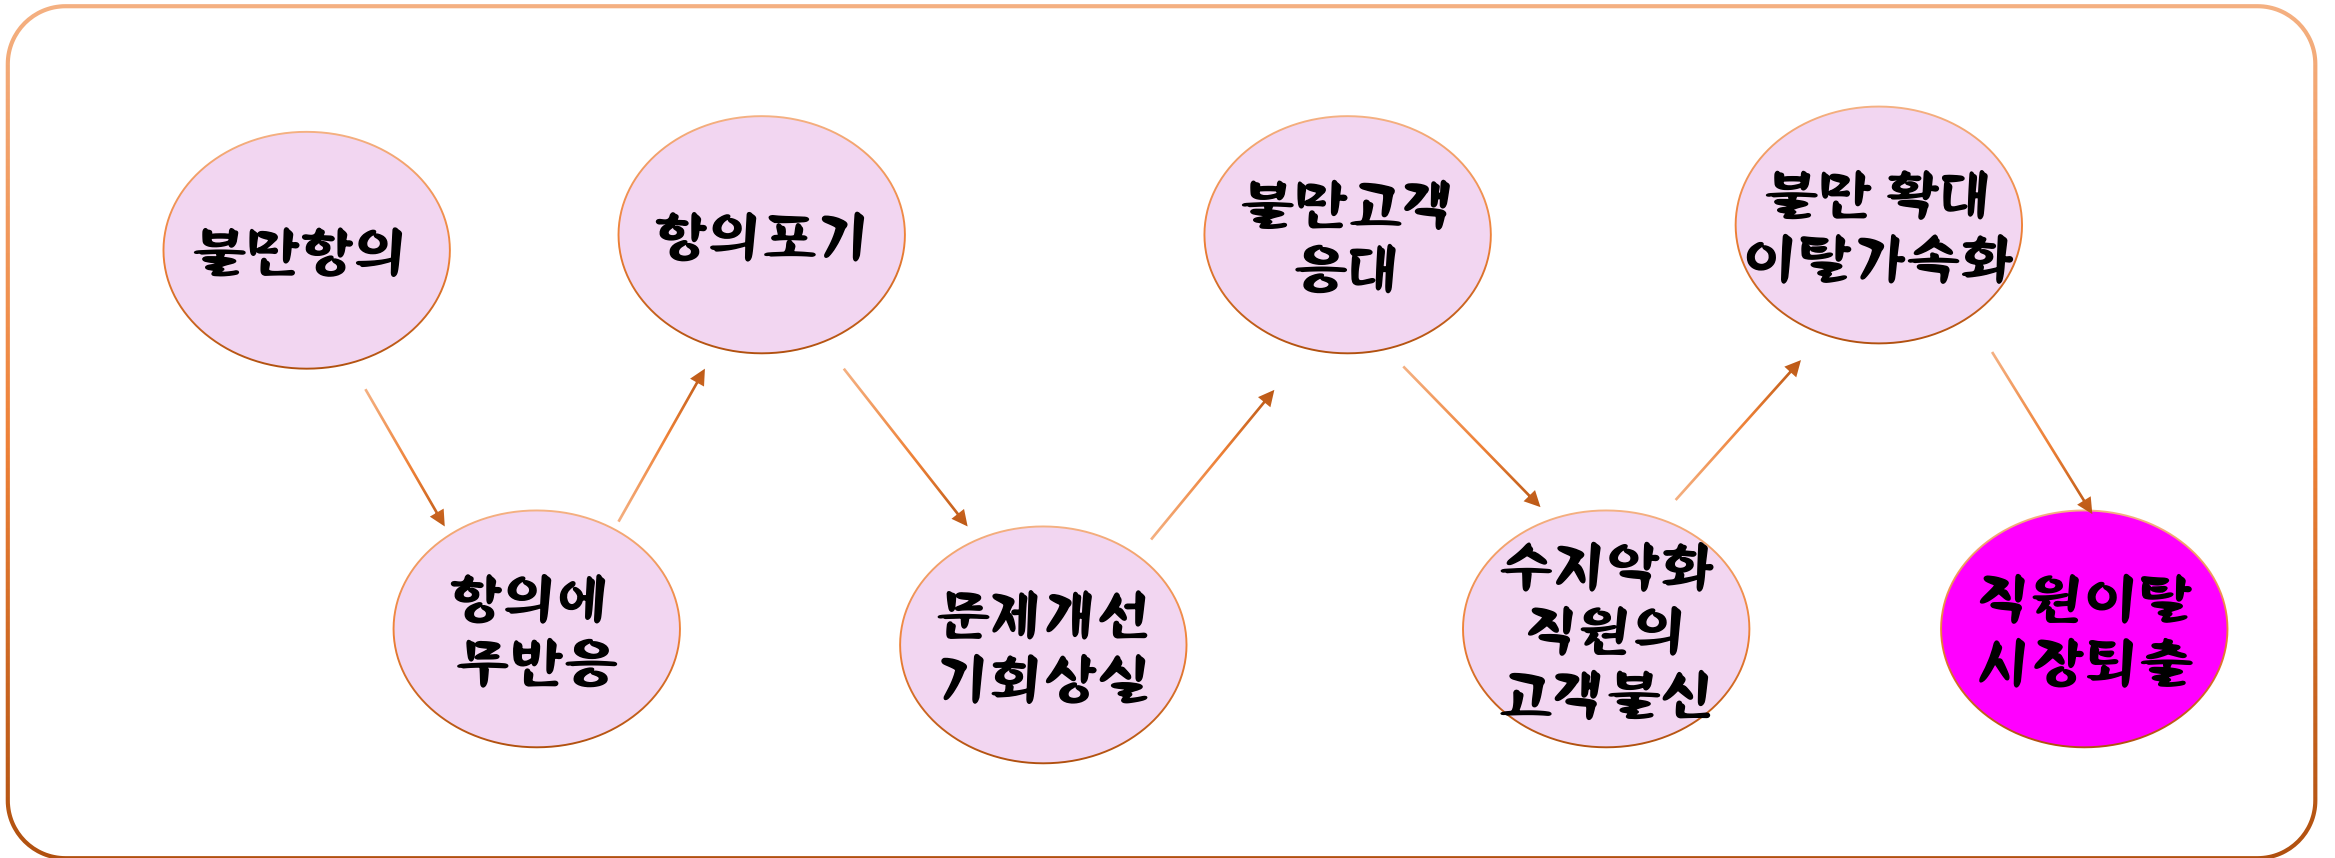 불만항의
항의에
무반응
항의포기
문제개선
기회상실
불만고객
응대
수지악화
직원의
고객불신
불만 확대
이탈가속화
직원이탈
시장퇴출